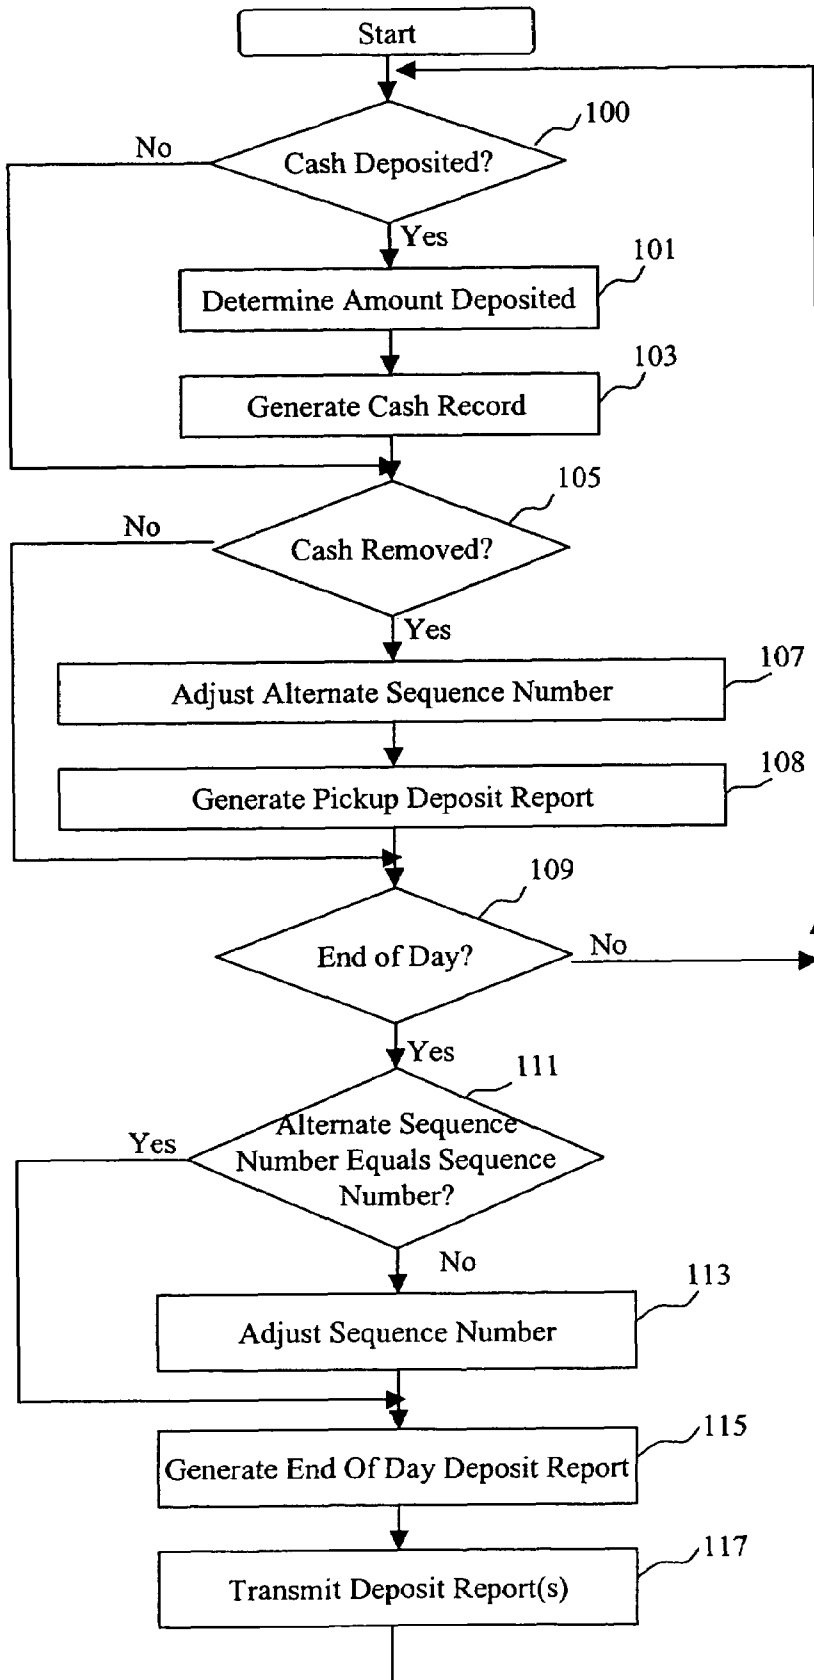 Start
100
No
Cash Deposited?
Yes
101
Determine Amount Deposited
103
Generate Cash Record
105
No
Cash Removed?
Yes
107
Adjust Alternate Sequence Number
108
Generate Pickup Deposit Report
109
End of Day?
No
Yes
111
Yes
Alternate Sequence
Number Equals Sequence
Number?
No
113
Adjust Sequence Number
115
Generate End Of Day Deposit Report
117
Transmit Deposit Report(s)